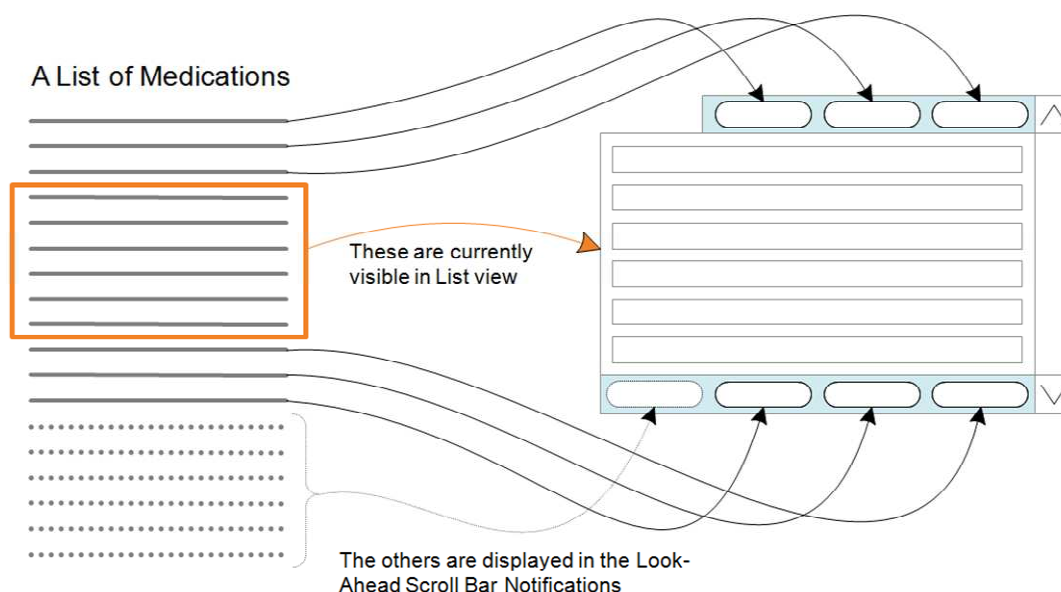 A List of Medications
These are currently
visible in List view
The others are displayed in the Look-
Ahead Scroll Bar Notifications